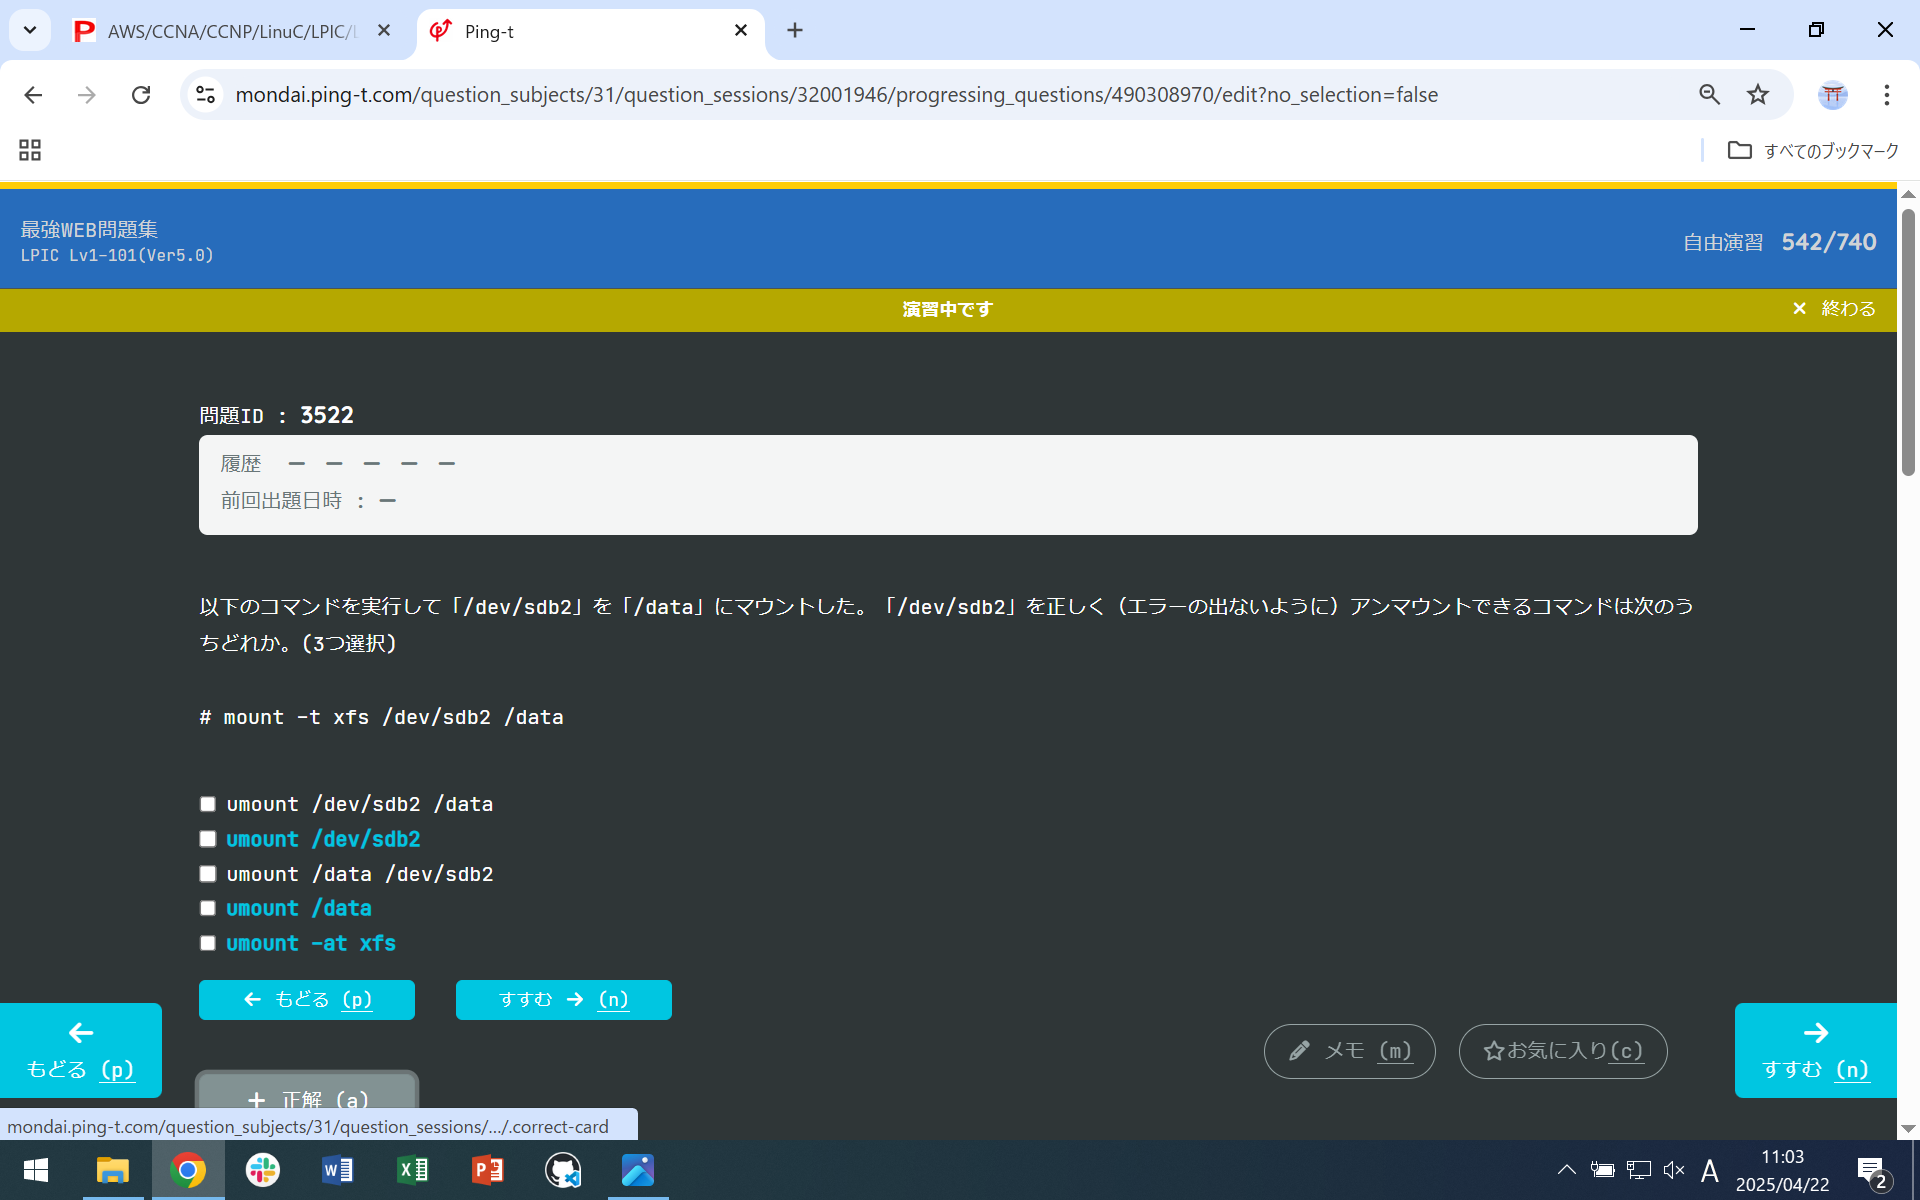 AWS/CCNA/CCNP/LinuC/LPIC/
Ping-t
mondai.ping-t.com/question_subjects/31/question_sessions/32001946/progressing_questions/490308970/edit?no_selection=false
すべてのブックマーク
最強WEB問題集
LPIC Lv1-101(Ver5.0)
自由演習 542/740
演習中です
× 終わる
問題ID : 3522
履歴 ー ー ー ー ー
前回出題日時 : ー
以下のコマンドを実行して「/dev/sdb2」を「/data」にマウントした。「/dev/sdb2」を正しく（エラーの出ないように）アンマウントできるコマンドは次のう
ちどれか。(3つ選択)
# mount -t xfs /dev/sdb2 /data
umount /dev/sdb2 /data
umount /dev/sdb2
umount /data /dev/sdb2
umount /data
umount -at xfs
← もどる (p)
すすむ → (n)
← もどる (p)
メモ (m)
お気に入り(c)
→ すすむ (n)
+ 正解 (a)
mondai.ping-t.com/question_subjects/31/question_sessions/.../.correct-card
A
11:03
2025/04/22
2